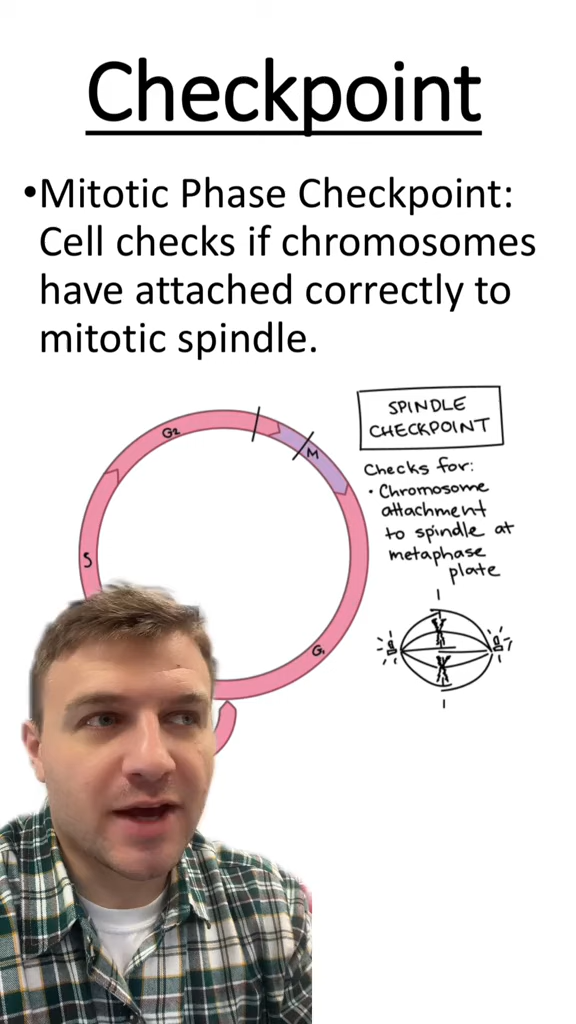 Checkpoint
•Mitotic Phase Checkpoint:
Cell checks if chromosomes
have attached correctly to
mitotic spindle.
SPINDLE
CHECKPOINT
Checks for:
• Chromosome
attachment
to spindle at
metaphase
plate
G2
M
S
G1